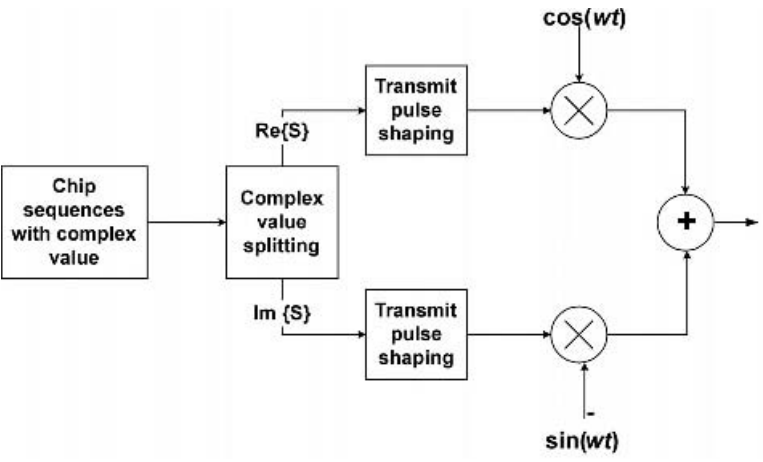 cos(wt)
Transmit
pulse
shaping
Re{S}
Chip
sequences
with complex
value
Complex
value
splitting
+
Im {S}
Transmit
pulse
shaping
-
sin(wt)